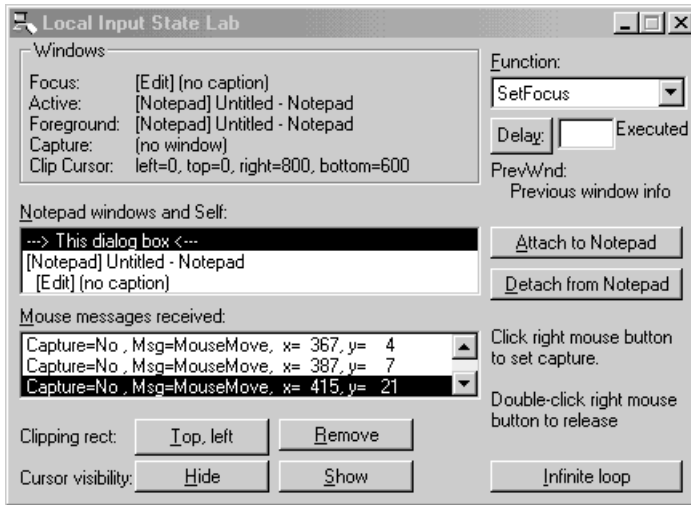 Local Input State Lab
Windows
Focus: [Edit] (no caption)
Active: [Notepad] Untitled - Notepad
Foreground: [Notepad] Untitled - Notepad
Capture: (no window)
Clip Cursor: left=0, top=0, right=800, bottom=600
Function:
SetFocus
Delay: Executed
PrevWnd:
Previous window info
Notepad windows and Self:
---> This dialog box <---
[Notepad] Untitled - Notepad
[Edit] (no caption)
Attach to Notepad
Detach from Notepad
Mouse messages received:
Capture=No , Msg=MouseMove, x= 367, y= 4
Capture=No , Msg=MouseMove, x= 387, y= 7
Capture=No , Msg=MouseMove, x= 415, y= 21
Click right mouse button
to set capture.
Double-click right mouse
button to release
Clipping rect: Top, left Remove
Cursor visibility: Hide Show
Infinite loop